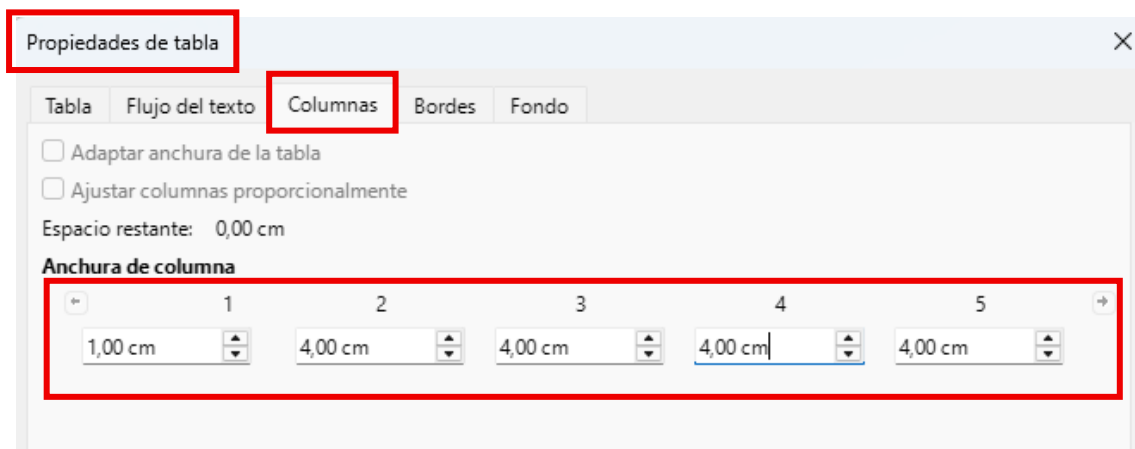 Propiedades de tabla
Tabla Flujo del texto Columnas Bordes Fondo
Adaptar anchura de la tabla
Ajustar columnas proporcionalmente
Espacio restante: 0,00 cm
Anchura de columna
1 2 3 4 5
1,00 cm 4,00 cm 4,00 cm 4,00 cm 4,00 cm